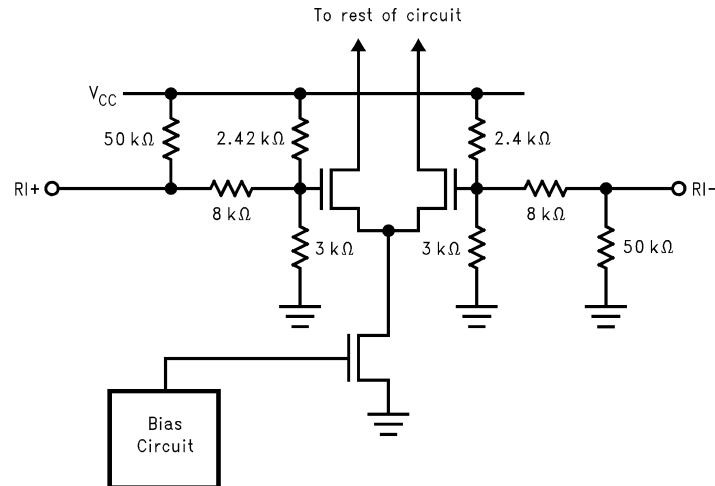 To rest of circuit
VCC
50 kΩ
2.42 kΩ
2.4 kΩ
RI+
RI−
8 kΩ
8 kΩ
3 kΩ
3 kΩ
50 kΩ
Bias
Circuit